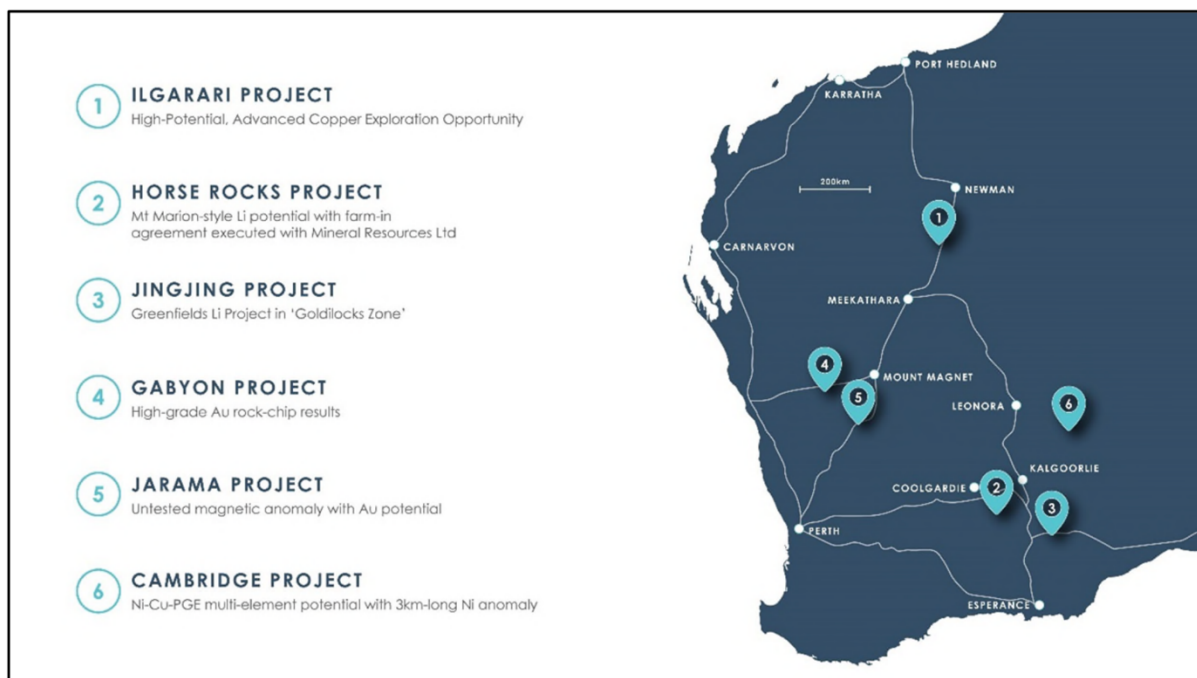 1
ILGARARI PROJECT
High-Potential, Advanced Copper Exploration Opportunity
2
HORSE ROCKS PROJECT
Mt Marion-style Li potential with farm-in
agreement executed with Mineral Resources Ltd
3
JINGJING PROJECT
Greenfields Li Project in ‘Goldilocks Zone’
4
GABYON PROJECT
High-grade Au rock-chip results
5
JARAMA PROJECT
Untested magnetic anomaly with Au potential
6
CAMBRIDGE PROJECT
Ni-Cu-PGE multi-element potential with 3km-long Ni anomaly
PORT HEDLAND
KARRATHA
200km
NEWMAN
1
CARNARVON
MEEKATHARA
4
MOUNT MAGNET
5
LEONORA
6
KALGOORLIE
COOLGARDIE
2
3
PERTH
ESPERANCE